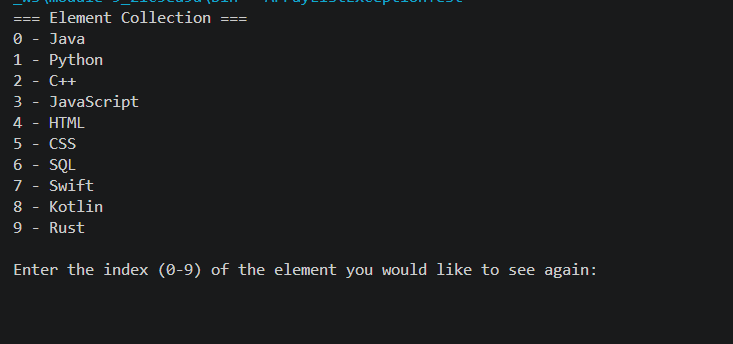 === Element Collection ===
0 - Java
1 - Python
2 - C++
3 - JavaScript
4 - HTML
5 - CSS
6 - SQL
7 - Swift
8 - Kotlin
9 - Rust
Enter the index (0-9) of the element you would like to see again: